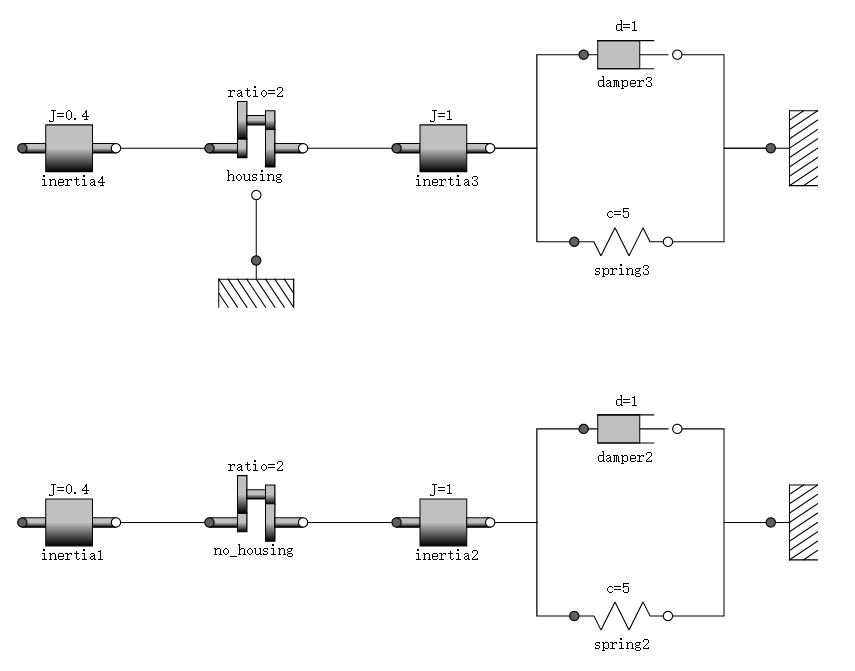 d=1
damper3
ratio=2
J=0.4
J=1
inertia4
housing
inertia3
c=5
spring3
d=1
damper2
ratio=2
J=0.4
J=1
inertia1
no_housing
inertia2
c=5
spring2